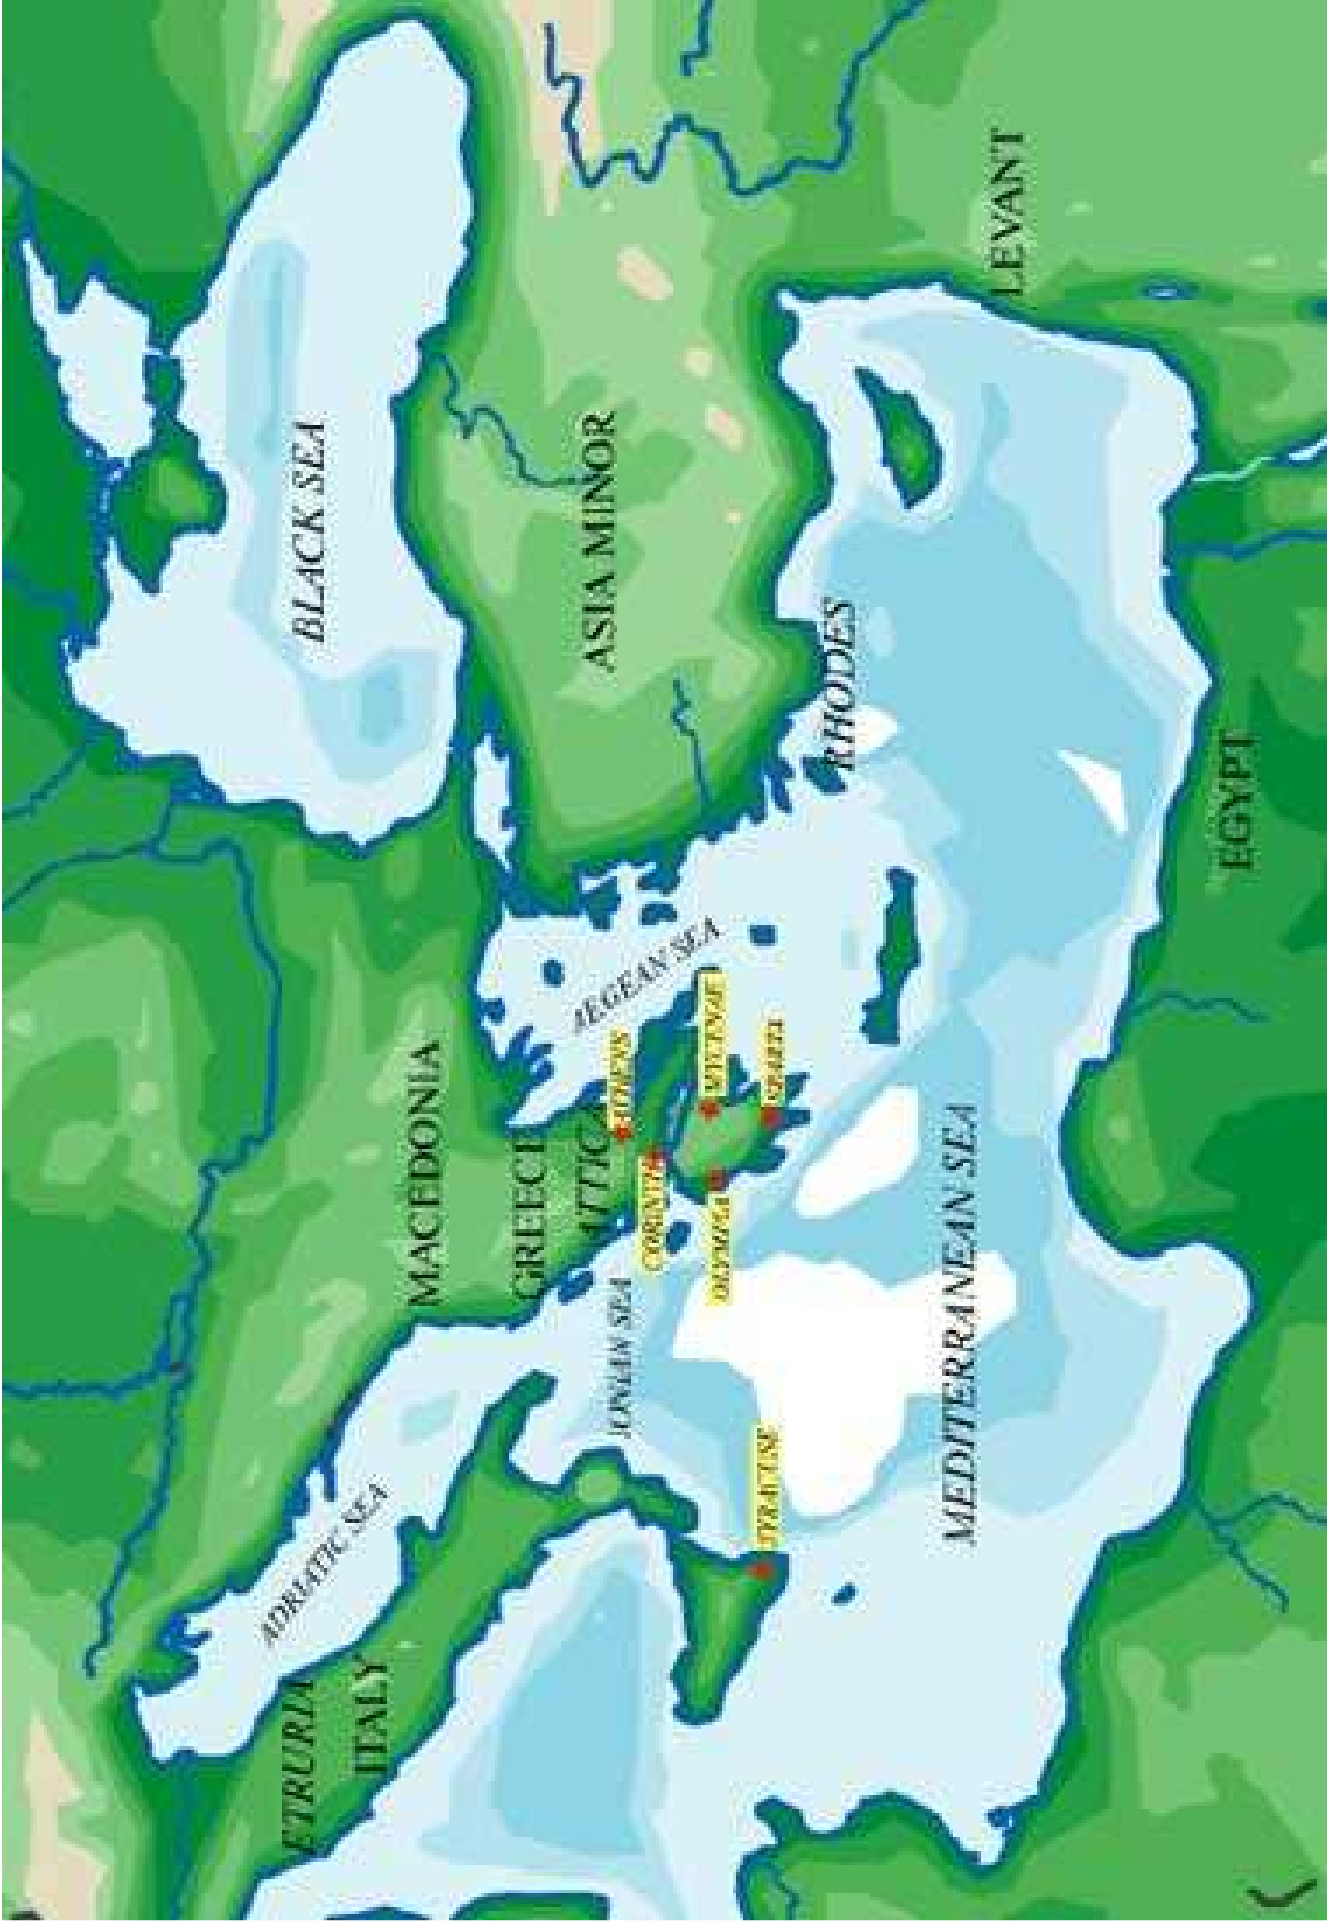 BLACK SEA
ADRIATIC SEA
ETRURIA
ITALY
MACEDONIA
GREECE
ATTICA
AEGEAN SEA
ASIA MINOR
ATHENS
CORINTH
MYCENAE
OLYMPIA
SPARTA
IONIAN SEA
SYRACUSE
RHODES
MEDITERRANEAN SEA
LEVANT
EGYPT